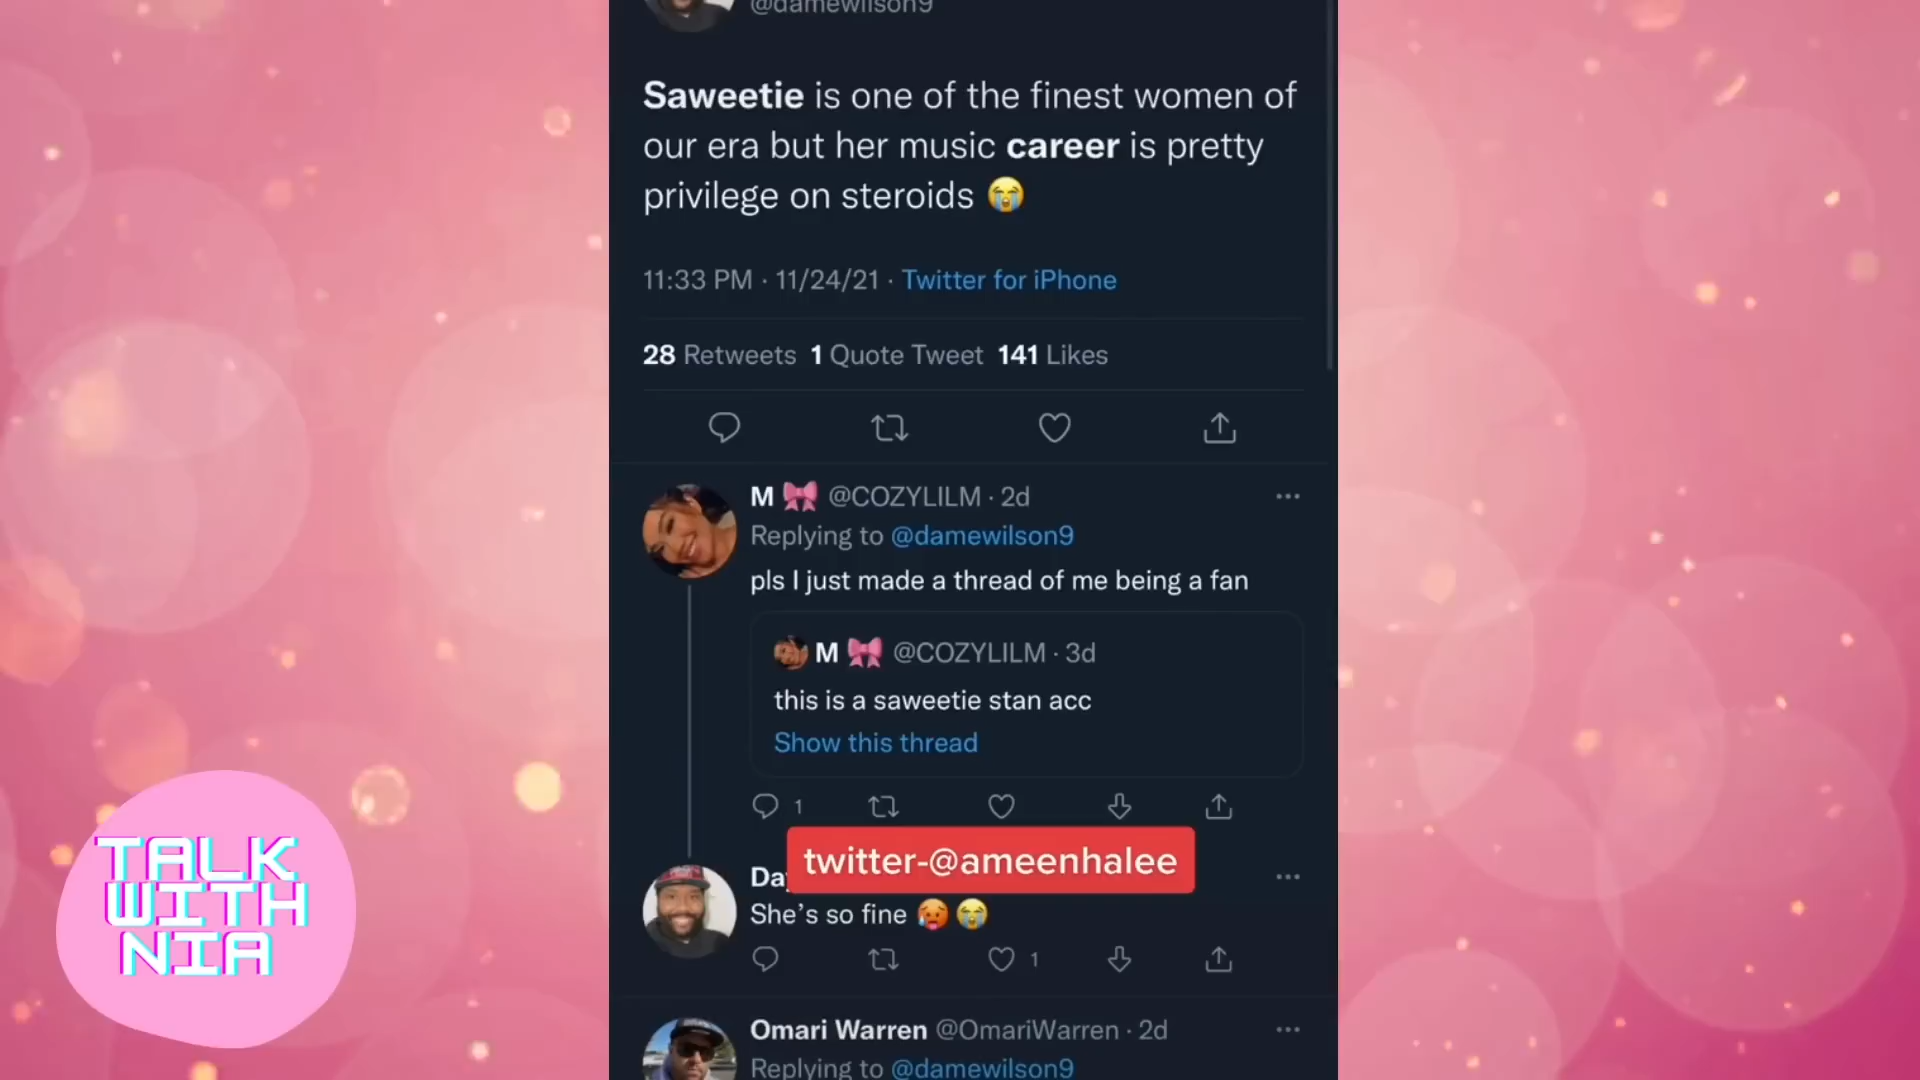 @damewilson9
Saweetie is one of the finest women of
our era but her music career is pretty
privilege on steroids 😭
11:33 PM · 11/24/21 · Twitter for iPhone
28 Retweets 1 Quote Tweet 141 Likes
M 🎀 @COZYLILM · 2d
Replying to @damewilson9
pls I just made a thread of me being a fan
M 🎀 @COZYLILM · 3d
this is a saweetie stan acc
Show this thread
1
twitter-@ameenhalee
She's so fine 🥵 😭
1
Omari Warren @OmariWarren · 2d
Replying to @damewilson9
TALK
WITH
NIA